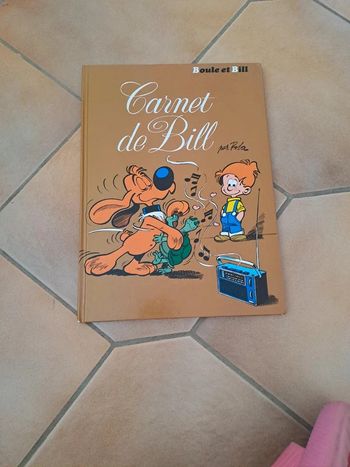 Boule et Bill
Carnet
de Bill
par Roba